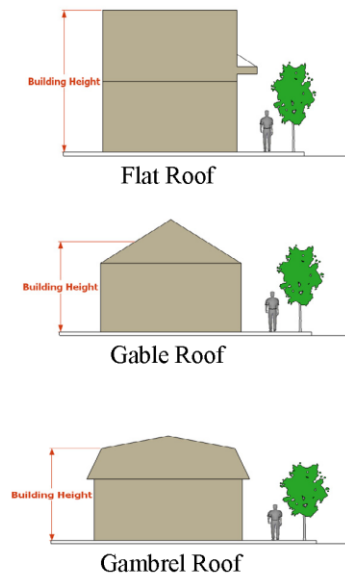 Building Height
Flat Roof
Building Height
Gable Roof
Building Height
Gambrel Roof